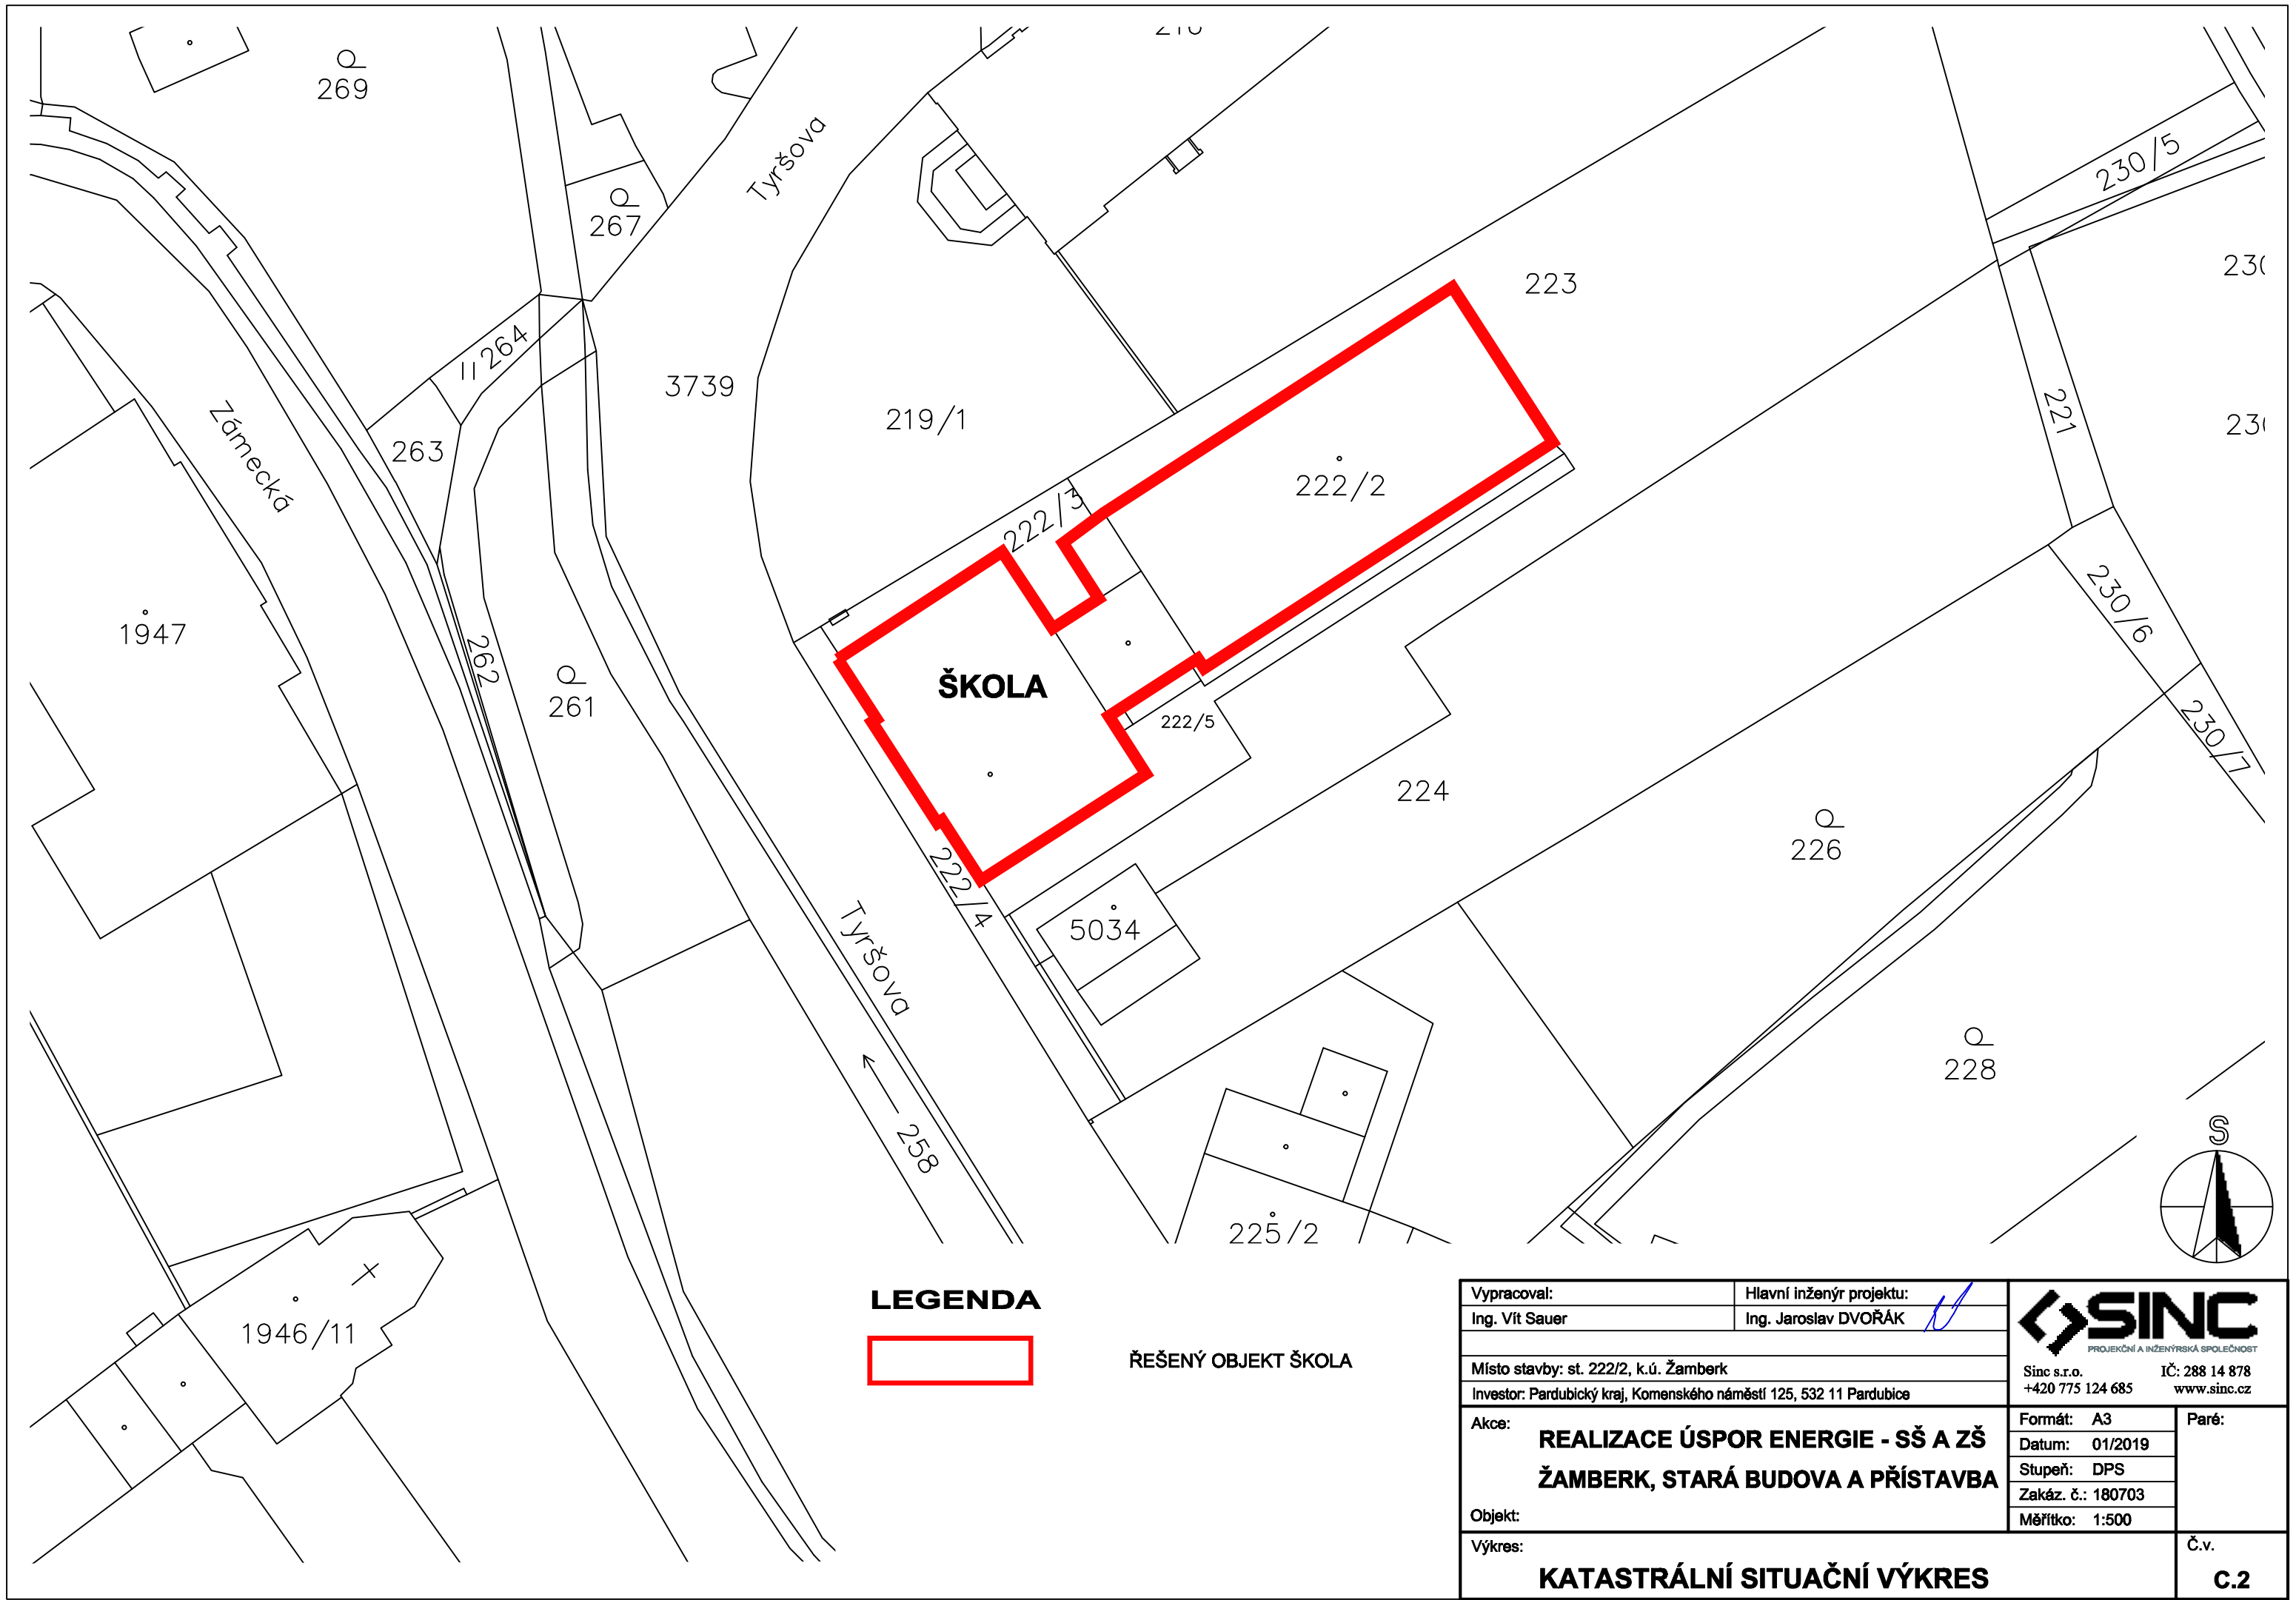 269
267
Tyršova
230/5
223
264
3739
219/1
263
Zámecká
221
222/2
222/3
1947
262
261
ŠKOLA
222/5
230/6
230/7
224
226
222/4
5034
Tyršova
228
258
225/2
S
1946/11
LEGENDA
ŘEŠENÝ OBJEKT ŠKOLA
Vypracoval:
Hlavní inženýr projektu:
Ing. Vít Sauer
Ing. Jaroslav DVOŘÁK
SINC
PROJEKČNÍ A INŽENÝRSKÁ SPOLEČNOST
Místo stavby: st. 222/2, k.ú. Žamberk
Sinc s.r.o. IČ: 288 14 878
+420 775 124 685 www.sinc.cz
Investor: Pardubický kraj, Komenského náměstí 125, 532 11 Pardubice
Akce:
REALIZACE ÚSPOR ENERGIE - SŠ A ZŠ
ŽAMBERK, STARÁ BUDOVA A PŘÍSTAVBA
Objekt:
Formát: A3
Datum: 01/2019
Stupeň: DPS
Zakáz. č.: 180703
Měřítko: 1:500
Paré:
Výkres:
KATASTRÁLNÍ SITUAČNÍ VÝKRES
Č.v.
C.2